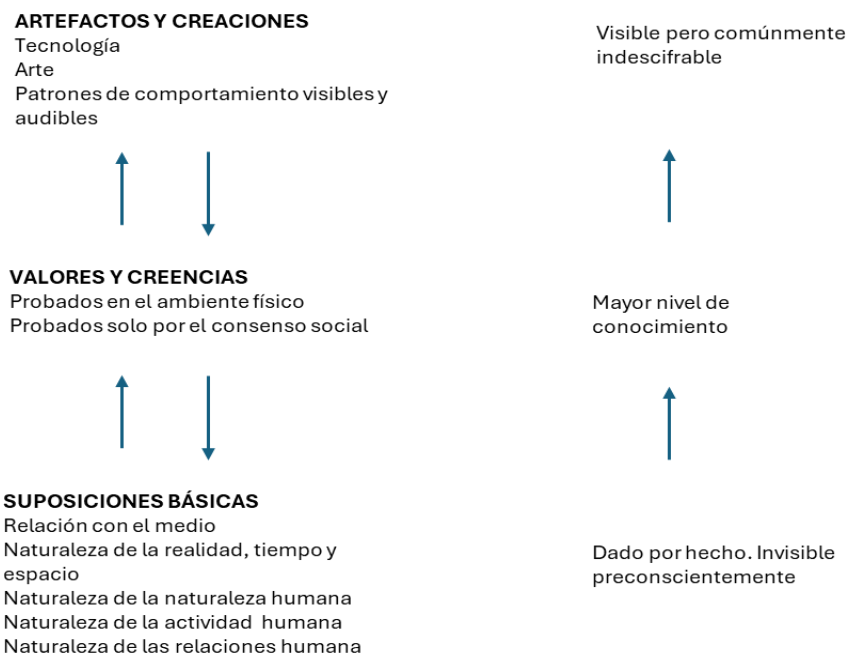 ARTEFACTOS Y CREACIONES
Tecnología
Arte
Patrones de comportamiento visibles y
audibles
Visible pero comúnmente
indescifrable
VALORES Y CREENCIAS
Probados en el ambiente físico
Probados solo por el consenso social
Mayor nivel de
conocimiento
SUPOSICIONES BÁSICAS
Relación con el medio
Naturaleza de la realidad, tiempo y
espacio
Naturaleza de la naturaleza humana
Naturaleza de la actividad humana
Naturaleza de las relaciones humana
Dado por hecho. Invisible
preconscientemente